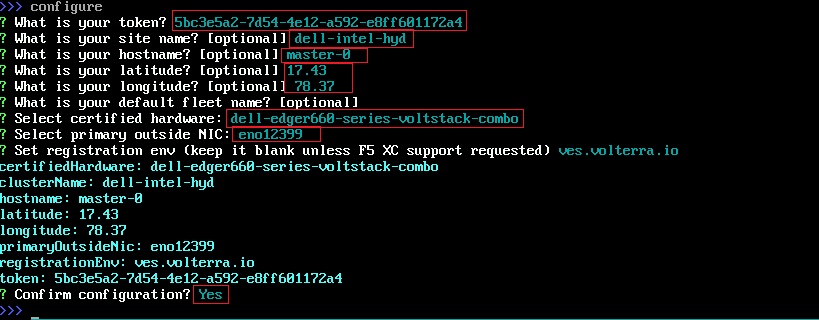 >>> configure
? What is your token? 5bc3e5a2-7d54-4e12-a592-e8ff601172a4
? What is your site name? [optional] dell-intel-hyd
? What is your hostname? [optional] master-0
? What is your latitude? [optional] 17.43
? What is your longitude? [optional] 78.37
? What is your default fleet name? [optional]
? Select certified hardware: dell-edger660-series-voltstack-combo
? Select primary outside NIC: eno12399
? Set registration env (keep it blank unless F5 XC support requested) ves.volterra.io
certifiedHardware: dell-edger660-series-voltstack-combo
clusterName: dell-intel-hyd
hostname: master-0
latitude: 17.43
longitude: 78.37
primaryOutsideNic: eno12399
registrationEnv: ves.volterra.io
token: 5bc3e5a2-7d54-4e12-a592-e8ff601172a4
? Confirm configuration? Yes
>>> _